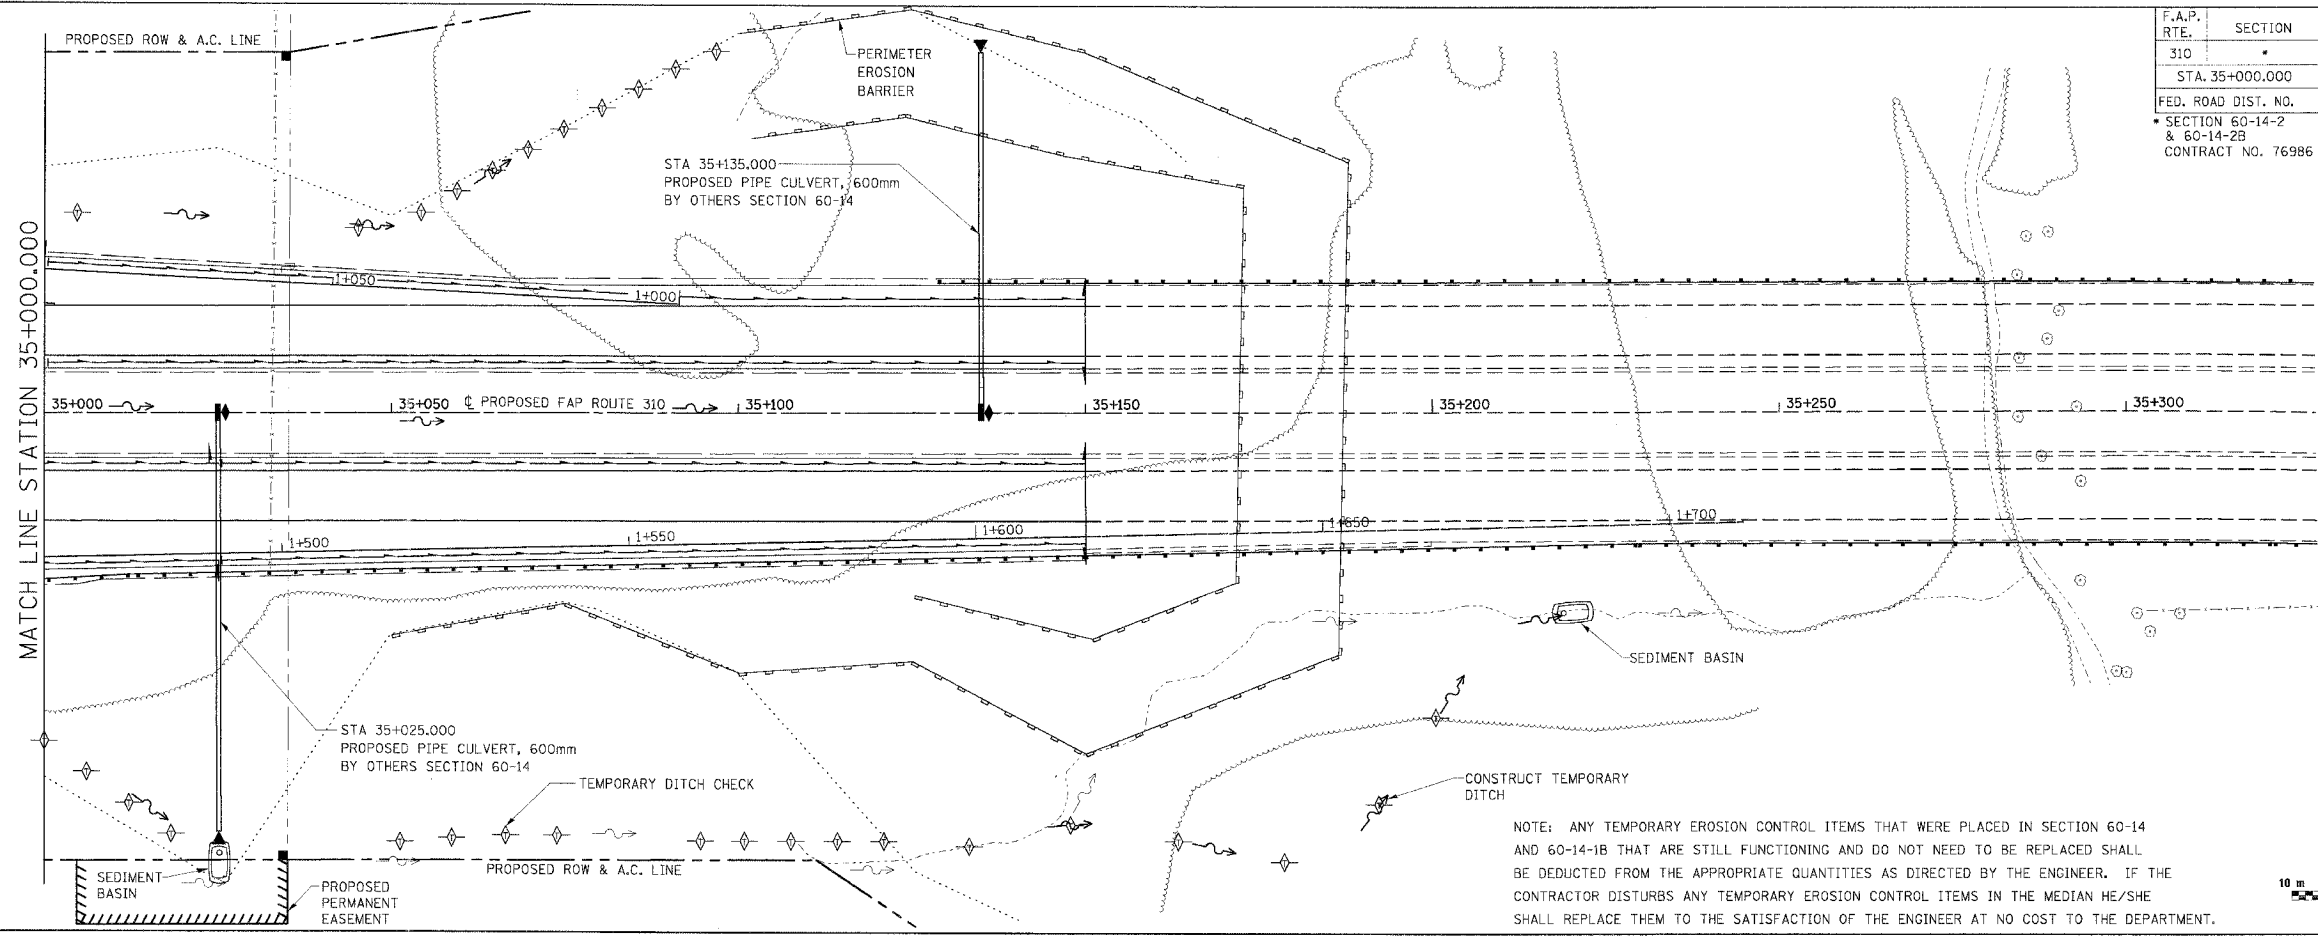 PROPOSED ROW & A.C. LINE
PERIMETER
EROSION
BARRIER
F.A.P.
RTE.
SECTION
310
*
STA. 35+000.000
FED. ROAD DIST. NO.
* SECTION 60-14-2
& 60-14-2B
CONTRACT NO. 76986
STA 35+135.000
PROPOSED PIPE CULVERT, 600mm
BY OTHERS SECTION 60-14
MATCH LINE STATION 35+000.000
1+050
1+000
35+000
35+050
℄ PROPOSED FAP ROUTE 310
35+100
35+150
35+200
35+250
35+300
1+500
1+550
1+600
1+650
1+700
SEDIMENT BASIN
STA 35+025.000
PROPOSED PIPE CULVERT, 600mm
BY OTHERS SECTION 60-14
TEMPORARY DITCH CHECK
CONSTRUCT TEMPORARY
DITCH
PROPOSED ROW & A.C. LINE
SEDIMENT
BASIN
PROPOSED
PERMANENT
EASEMENT
NOTE: ANY TEMPORARY EROSION CONTROL ITEMS THAT WERE PLACED IN SECTION 60-14
AND 60-14-1B THAT ARE STILL FUNCTIONING AND DO NOT NEED TO BE REPLACED SHALL
BE DEDUCTED FROM THE APPROPRIATE QUANTITIES AS DIRECTED BY THE ENGINEER. IF THE
CONTRACTOR DISTURBS ANY TEMPORARY EROSION CONTROL ITEMS IN THE MEDIAN HE/SHE
SHALL REPLACE THEM TO THE SATISFACTION OF THE ENGINEER AT NO COST TO THE DEPARTMENT.
10 m